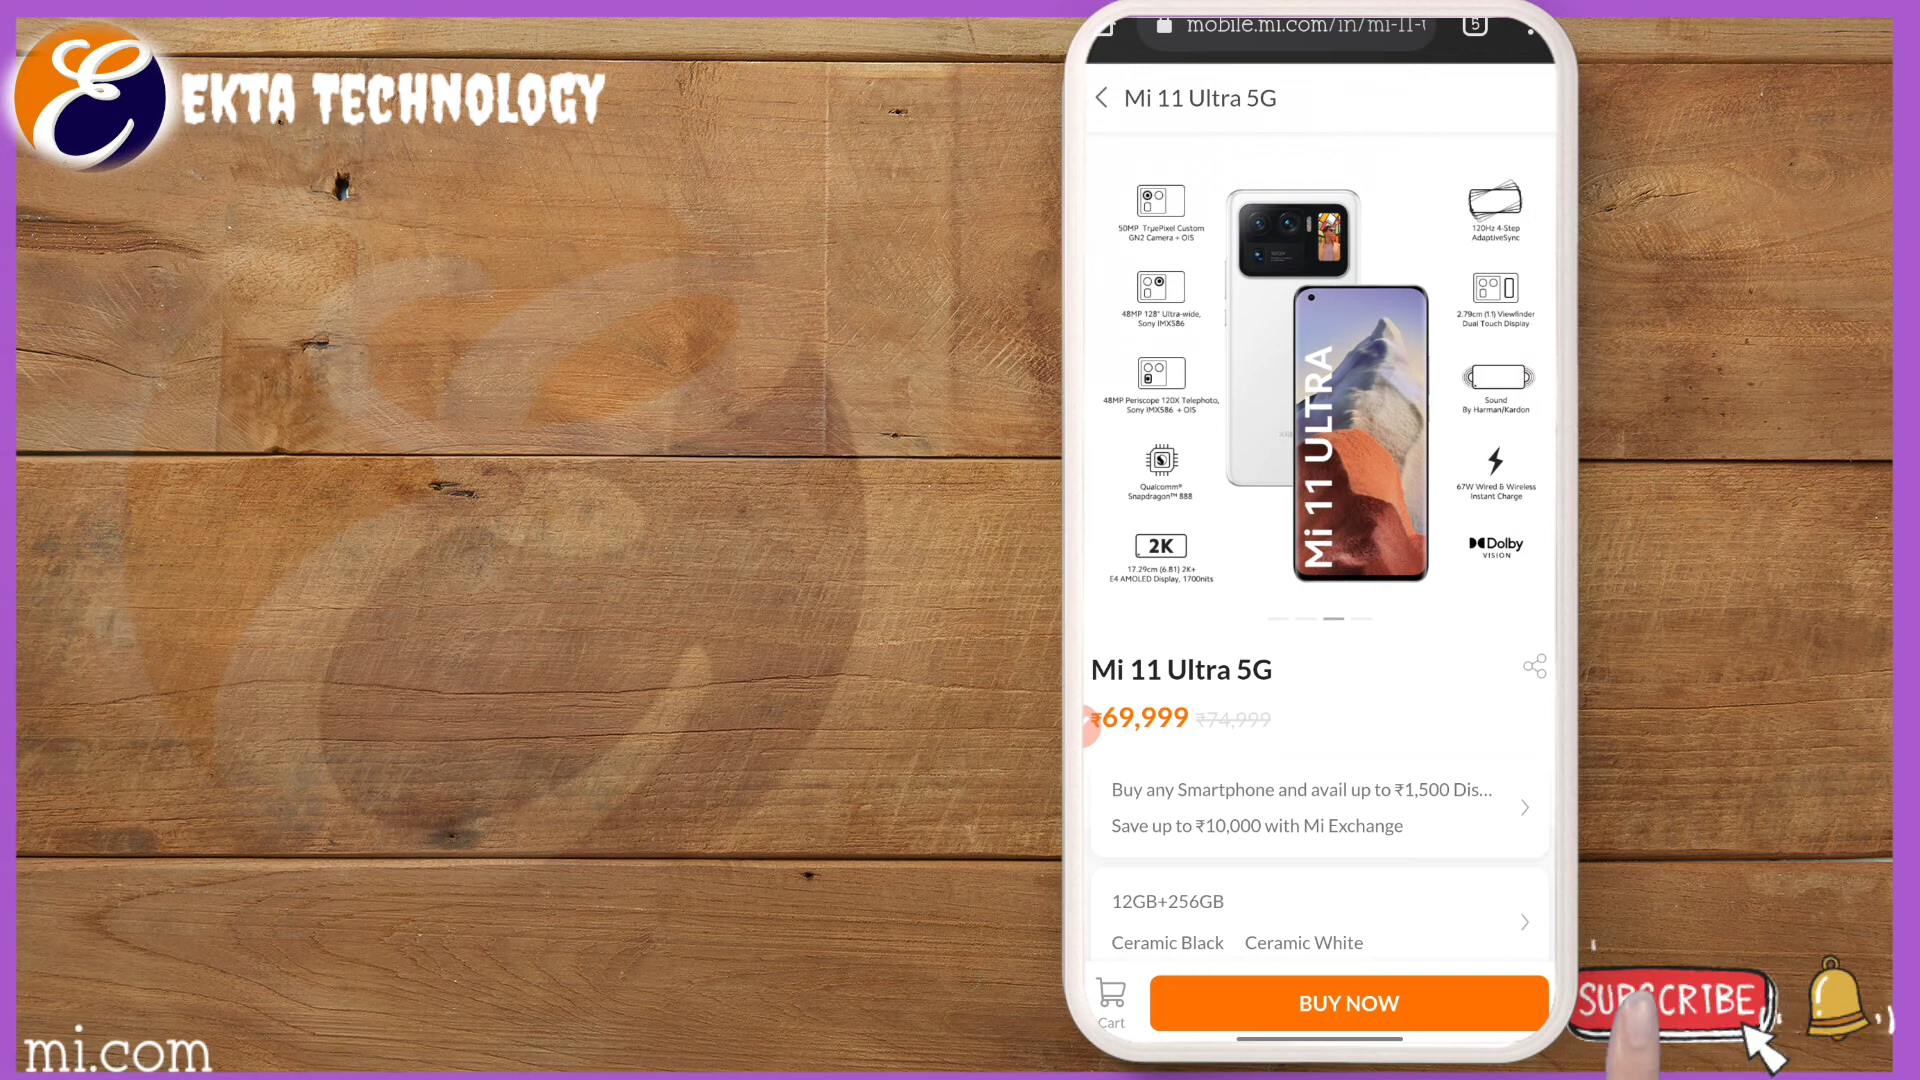 EKTA TECHNOLOGY
mobile.mi.com/in/mi-11-
5
Mi 11 Ultra 5G
50MP TruePixel Custom
GN2 Camera + OIS
48MP 128° Ultra-wide,
Sony IMX586
48MP Periscope 120X Telephoto,
Sony IMX586 + OIS
Qualcomm®
Snapdragon™ 888
2K
17.29cm (6.81) 2K+
E4 AMOLED Display, 1700nits
Mi 11 ULTRA
120Hz 4-Step
AdaptiveSync
2.79cm (1.1) Viewfinder
Dual Touch Display
Sound
By Harman/Kardon
67W Wired & Wireless
Instant Charge
Dolby
VISION
Mi 11 Ultra 5G
₹69,999 ₹74,999
Buy any Smartphone and avail up to ₹1,500 Dis...
Save up to ₹10,000 with Mi Exchange
12GB+256GB
Ceramic Black Ceramic White
Cart
BUY NOW
SUBSCRIBE
mi.com